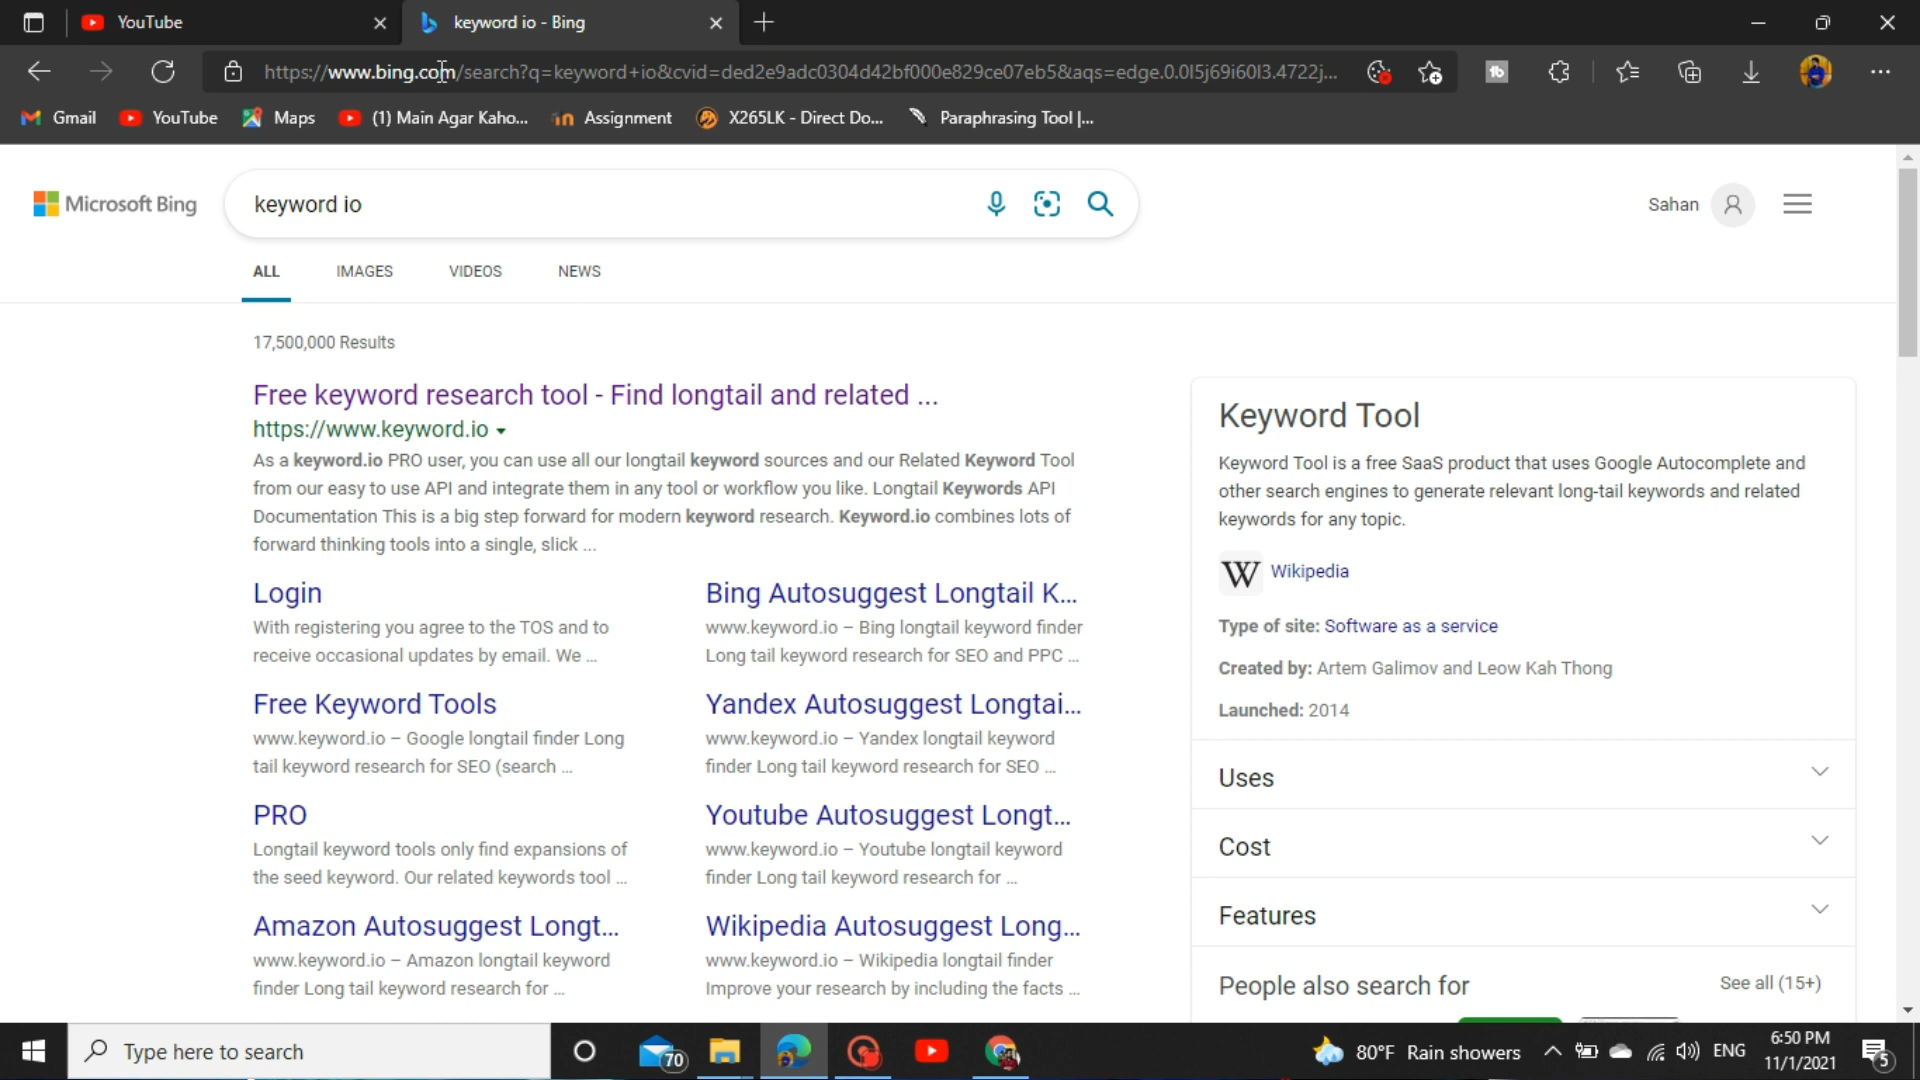 YouTube
keyword io - Bing
https://www.bing.com/search?q=keyword+io&cvid=ded2e9adc0304d42bf000e829ce07eb5&aqs=edge.0.0l5j69i60l3.4722j...
Gmail
YouTube
Maps
(1) Main Agar Kaho...
Assignment
X265LK - Direct Do...
Paraphrasing Tool |...
Microsoft Bing
keyword io
Sahan
ALL
IMAGES
VIDEOS
NEWS
17,500,000 Results
Free keyword research tool - Find longtail and related ...
https://www.keyword.io
As a keyword.io PRO user, you can use all our longtail keyword sources and our Related Keyword Tool
from our easy to use API and integrate them in any tool or workflow you like. Longtail Keywords API
Documentation This is a big step forward for modern keyword research. Keyword.io combines lots of
forward thinking tools into a single, slick ...
Login
With registering you agree to the TOS and to
receive occasional updates by email. We ...
Bing Autosuggest Longtail K...
www.keyword.io – Bing longtail keyword finder
Long tail keyword research for SEO and PPC ...
Free Keyword Tools
www.keyword.io – Google longtail finder Long
tail keyword research for SEO (search ...
Yandex Autosuggest Longtai...
www.keyword.io – Yandex longtail keyword
finder Long tail keyword research for SEO ...
PRO
Longtail keyword tools only find expansions of
the seed keyword. Our related keywords tool ...
Youtube Autosuggest Longt...
www.keyword.io – Youtube longtail keyword
finder Long tail keyword research for ...
Amazon Autosuggest Longt...
www.keyword.io – Amazon longtail keyword
finder Long tail keyword research for ...
Wikipedia Autosuggest Long...
www.keyword.io – Wikipedia longtail finder
Improve your research by including the facts ...
Keyword Tool
Keyword Tool is a free SaaS product that uses Google Autocomplete and
other search engines to generate relevant long-tail keywords and related
keywords for any topic.
W Wikipedia
Type of site: Software as a service
Created by: Artem Galimov and Leow Kah Thong
Launched: 2014
Uses
Cost
Features
People also search for
See all (15+)
Type here to search
70
80°F Rain showers
ENG
6:50 PM
11/1/2021
5